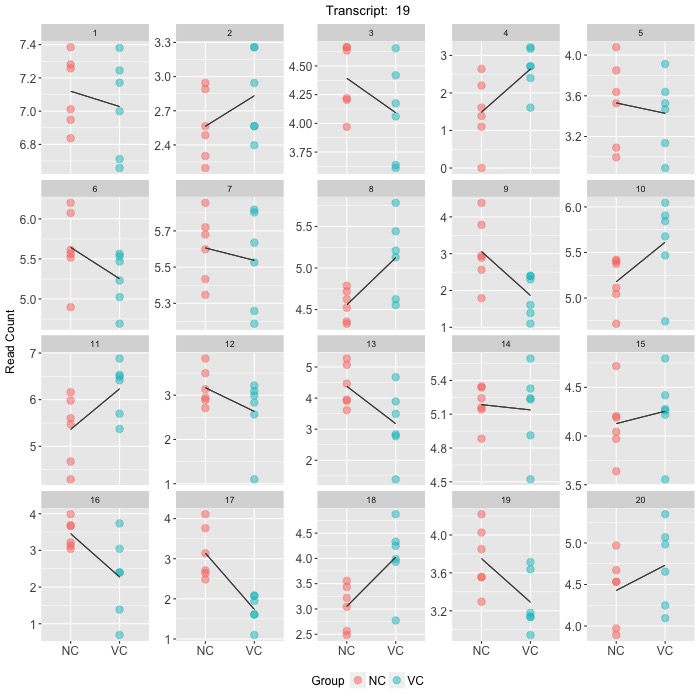 Transcript: 19
1 2 3 4 5
7.4 3.3 4.50 3 4.0
7.2 3.0 4.25 2 3.6
7.0 2.7 4.00 1 3.2
6.8 2.4 3.75 0
6 7 8 9 10
6.0 5.7 5.5 4 6.0
5.5 5.5 5.0 3 5.5
5.0 5.3 4.5 2 5.0
1
11 12 13 14 15
7 3 5 5.4 4.5
6 2 4 5.1 4.0
5 1 3 4.8 3.5
2 4.5
16 17 18 19 20
4 4 4.5 4.0 5.0
3 3 4.0 3.6 4.5
2 2 3.5 3.2 4.0
1 1 3.0
2.5
NC VC NC VC NC VC NC VC NC VC
Read Count
Group NC VC